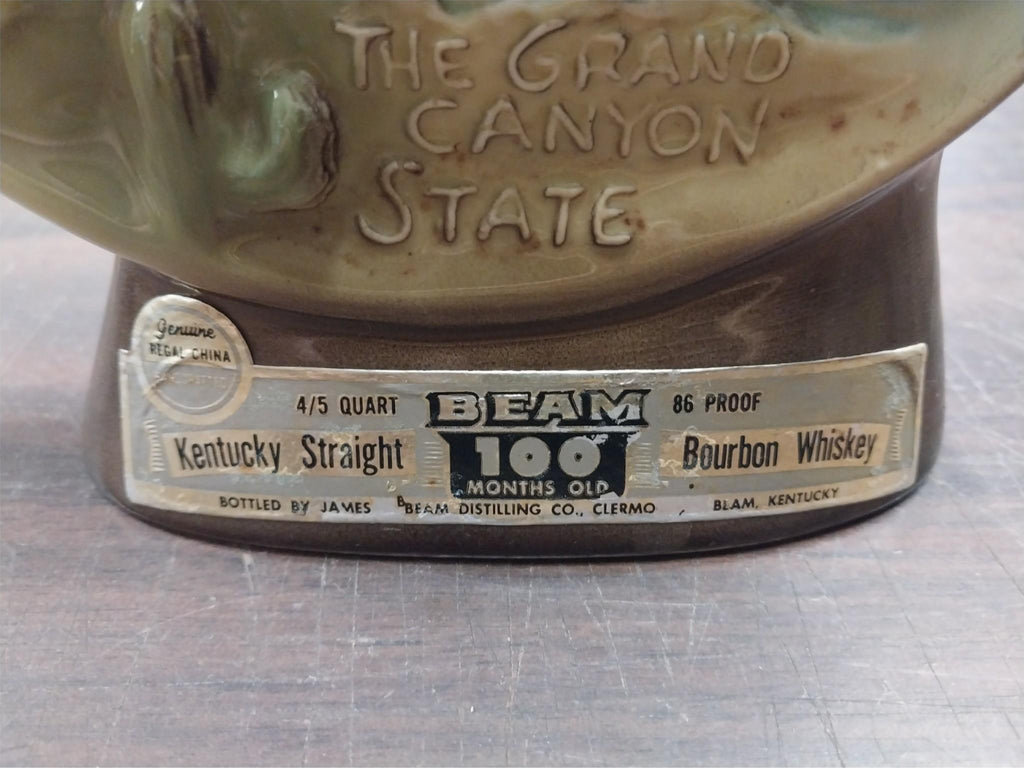 THE GRAND
CANYON
STATE
Genuine
REGAL CHINA
4/5 QUART BEAM 86 PROOF
Kentucky Straight 100 Bourbon Whiskey
MONTHS OLD
BOTTLED BY JAMES B BEAM DISTILLING CO., CLERMO , BEAM, KENTUCKY